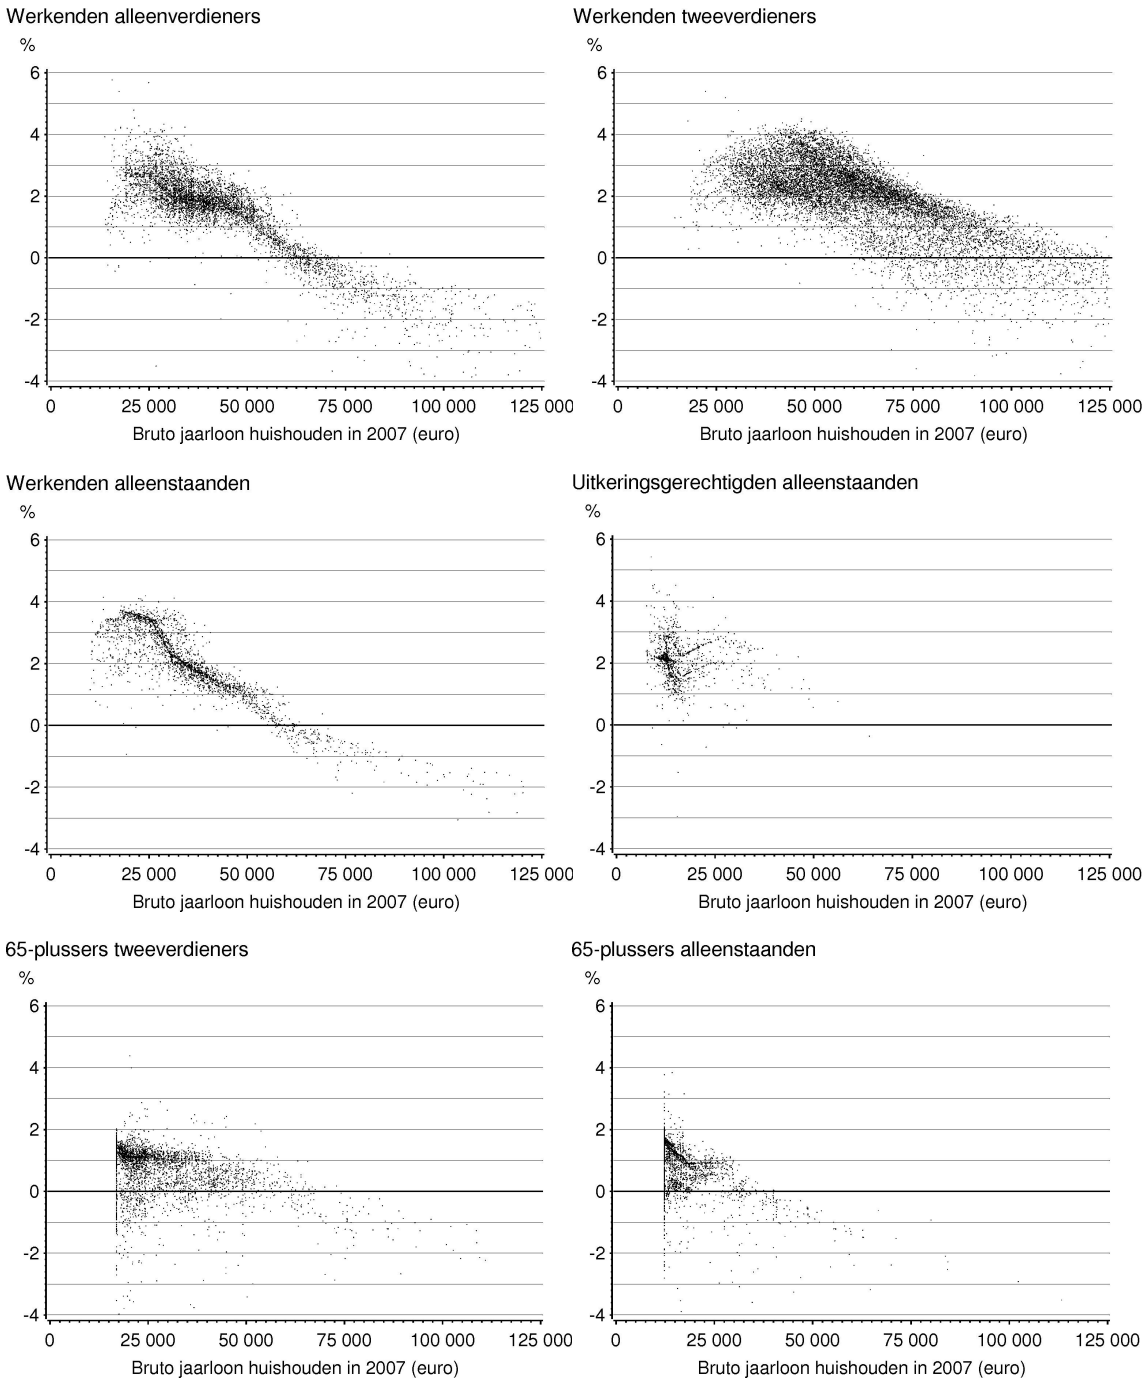 Werkenden alleenverdieners
%
6
4
2
0
-2
-4
0 25 000 50 000 75 000 100 000 125 000
Bruto jaarloon huishouden in 2007 (euro)
Werkenden tweeverdieners
%
6
4
2
0
-2
-4
0 25 000 50 000 75 000 100 000 125 000
Bruto jaarloon huishouden in 2007 (euro)
Werkenden alleenstaanden
%
6
4
2
0
-2
-4
0 25 000 50 000 75 000 100 000 125 000
Bruto jaarloon huishouden in 2007 (euro)
Uitkeringsgerechtigden alleenstaanden
%
6
4
2
0
-2
-4
0 25 000 50 000 75 000 100 000 125 000
Bruto jaarloon huishouden in 2007 (euro)
65-plussers tweeverdieners
%
6
4
2
0
-2
-4
0 25 000 50 000 75 000 100 000 125 000
Bruto jaarloon huishouden in 2007 (euro)
65-plussers alleenstaanden
%
6
4
2
0
-2
-4
0 25 000 50 000 75 000 100 000 125 000
Bruto jaarloon huishouden in 2007 (euro)